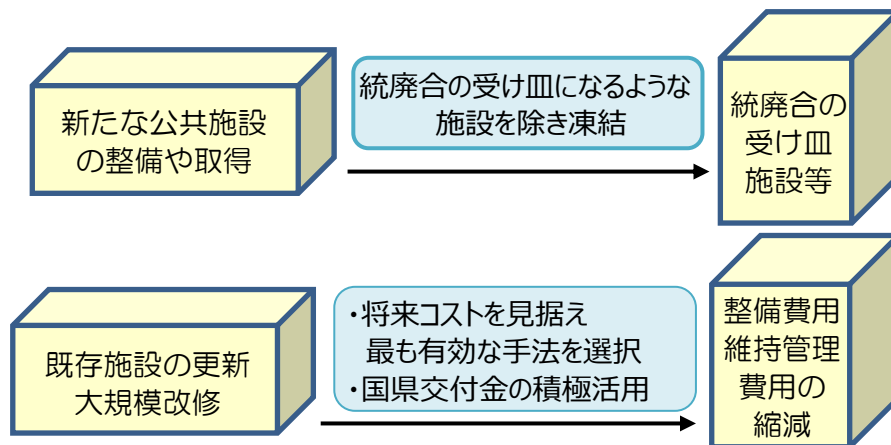 新たな公共施設
の整備や取得
統廃合の受け皿になるような
施設を除き凍結
統廃合の
受け皿
施設等
既存施設の更新
大規模改修
・将来コストを見据え
最も有効な手法を選択
・国県交付金の積極活用
整備費用
維持管理
費用の
縮減